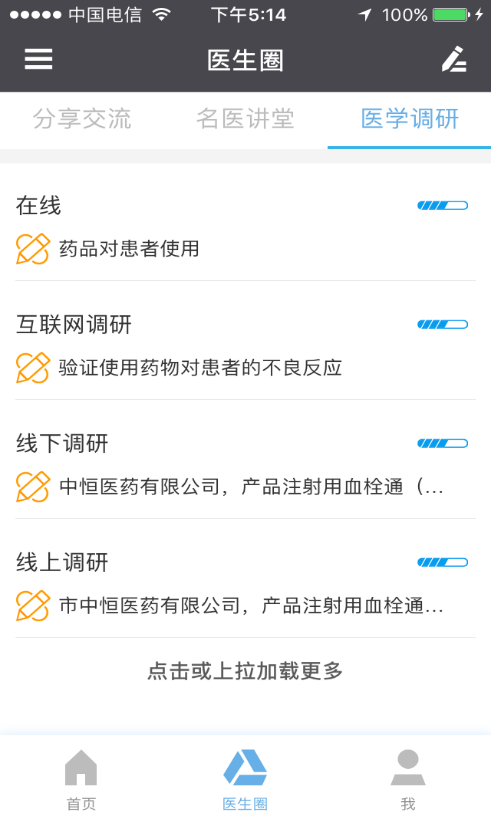 中国电信 下午5:14 100%
医生圈
分享交流 名医讲堂 医学调研
在线
药品对患者使用
互联网调研
验证使用药物对患者的不良反应
线下调研
中恒医药有限公司，产品注射用血栓通（...
线上调研
市中恒医药有限公司，产品注射用血栓通...
点击或上拉加载更多
首页 医生圈 我